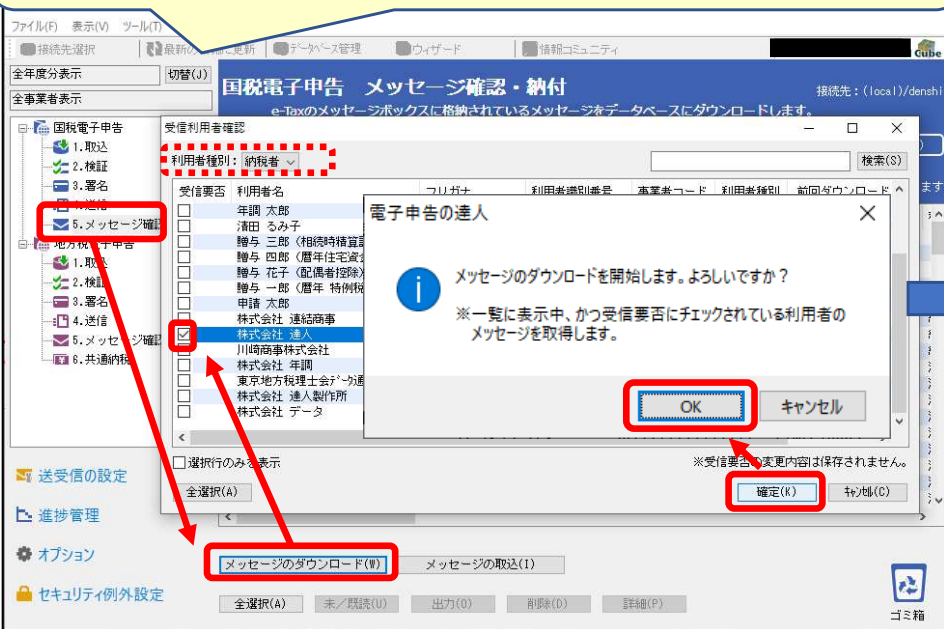 ファイル(F) 表示(V) ツール(T)
接続先選択 最新の 更新 データベース管理 ウィザード 情報コミュニティ
Cube
全年度分表示 切替(J)
全事業者表示
国税電子申告 メッセージ確認・納付
接続先：(local)/denshi
e-Taxのメッセージボックスに格納されているメッセージをデータベースにダウンロードします。
国税電子申告
1.取込
2.検証
3.署名
4.送信
5.メッセージ確認
地方税電子申告
1.取込
2.検証
3.署名
4.送信
5.メッセージ確認
6.共通納税
受信利用者確認
利用者種別： 納税者
検索(S)
受信要否 利用者名 フリガナ 利用者識別番号 事業者コード 利用者種別 前回ダウンロード
年調 太郎
清田 るみ子
贈与 三郎（相続時精算
贈与 四郎（暦年住宅資
贈与 花子（配偶者控除）
贈与 一郎（暦年 特例税
申請 太郎
株式会社 連結商事
株式会社 達人
川崎商事株式会社
株式会社 年調
東京地方税理士会データ通
株式会社 達人製作所
株式会社 データ
ます
電子申告の達人
メッセージのダウンロードを開始します。よろしいですか？
※一覧に表示中、かつ受信要否にチェックされている利用者の
メッセージを取得します。
OK キャンセル
選択行のみを表示
※受信要否の変更内容は保存されません。
全選択(A) 確定(K) キャンセル(C)
送受信の設定
進捗管理
オプション
セキュリティ例外設定
メッセージのダウンロード(W) メッセージの取込(I)
全選択(A) 未／既読(U) 出力(O) 削除(D) 詳細(P)
ゴミ箱